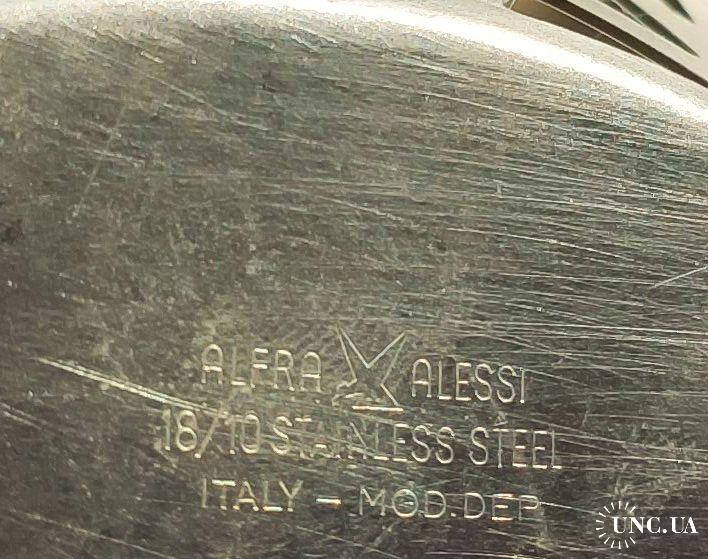 ALFRA ALESSI
18/10 STAINLESS STEEL
ITALY - MOD.DEP
UNC.UA